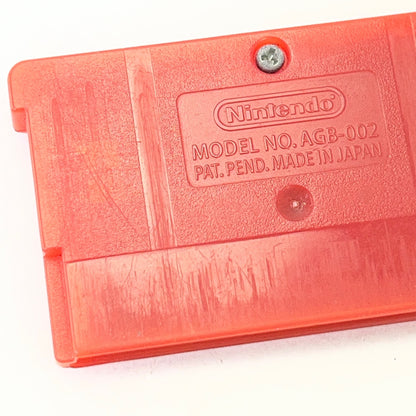 Nintendo
MODEL NO. AGB-002
PAT. PEND. MADE IN JAPAN